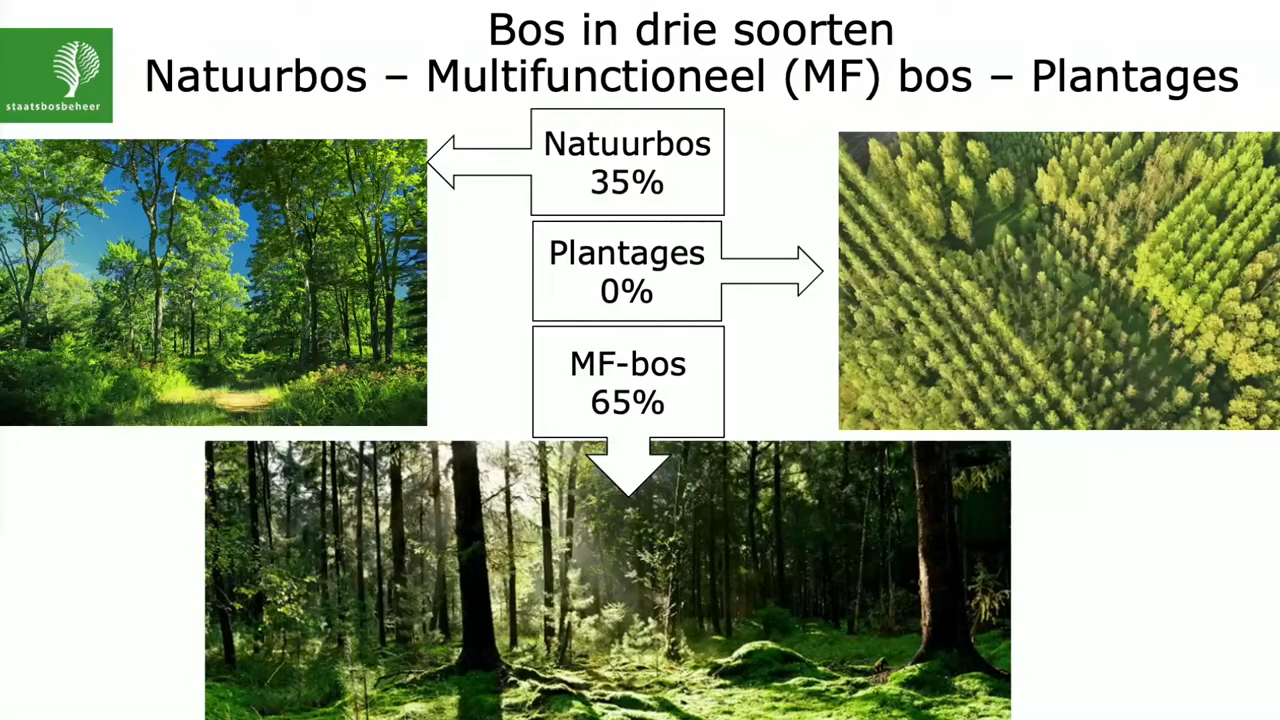 Bos in drie soorten
Natuurbos – Multifunctioneel (MF) bos – Plantages
staatsbosbeheer
Natuurbos
35%
Plantages
0%
MF-bos
65%